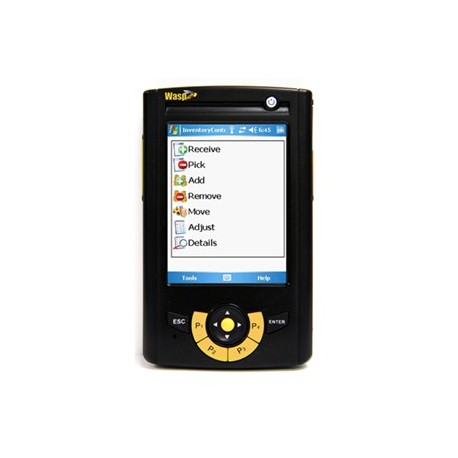 Wasp
InventoryCont 6:45 ok
Receive
Pick
Add
Remove
Move
Adjust
Details
Tools Help
ESC P1 P4 ENTER
P2 P3